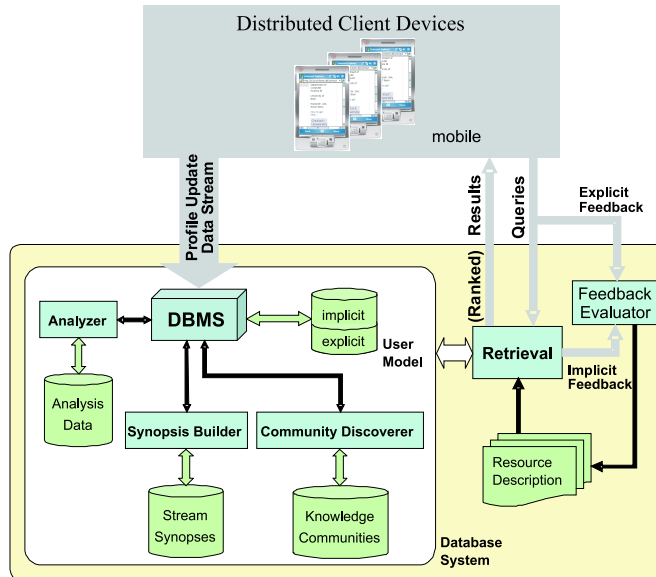 Distributed Client Devices
mobile
Profile Update
Data Stream
(Ranked) Results
Queries
Explicit
Feedback
Analyzer
DBMS
implicit
explicit
User
Model
Feedback
Evaluator
Retrieval
Implicit
Feedback
Analysis
Data
Synopsis Builder
Community Discoverer
Resource
Description
Stream
Synopses
Knowledge
Communities
Database
System